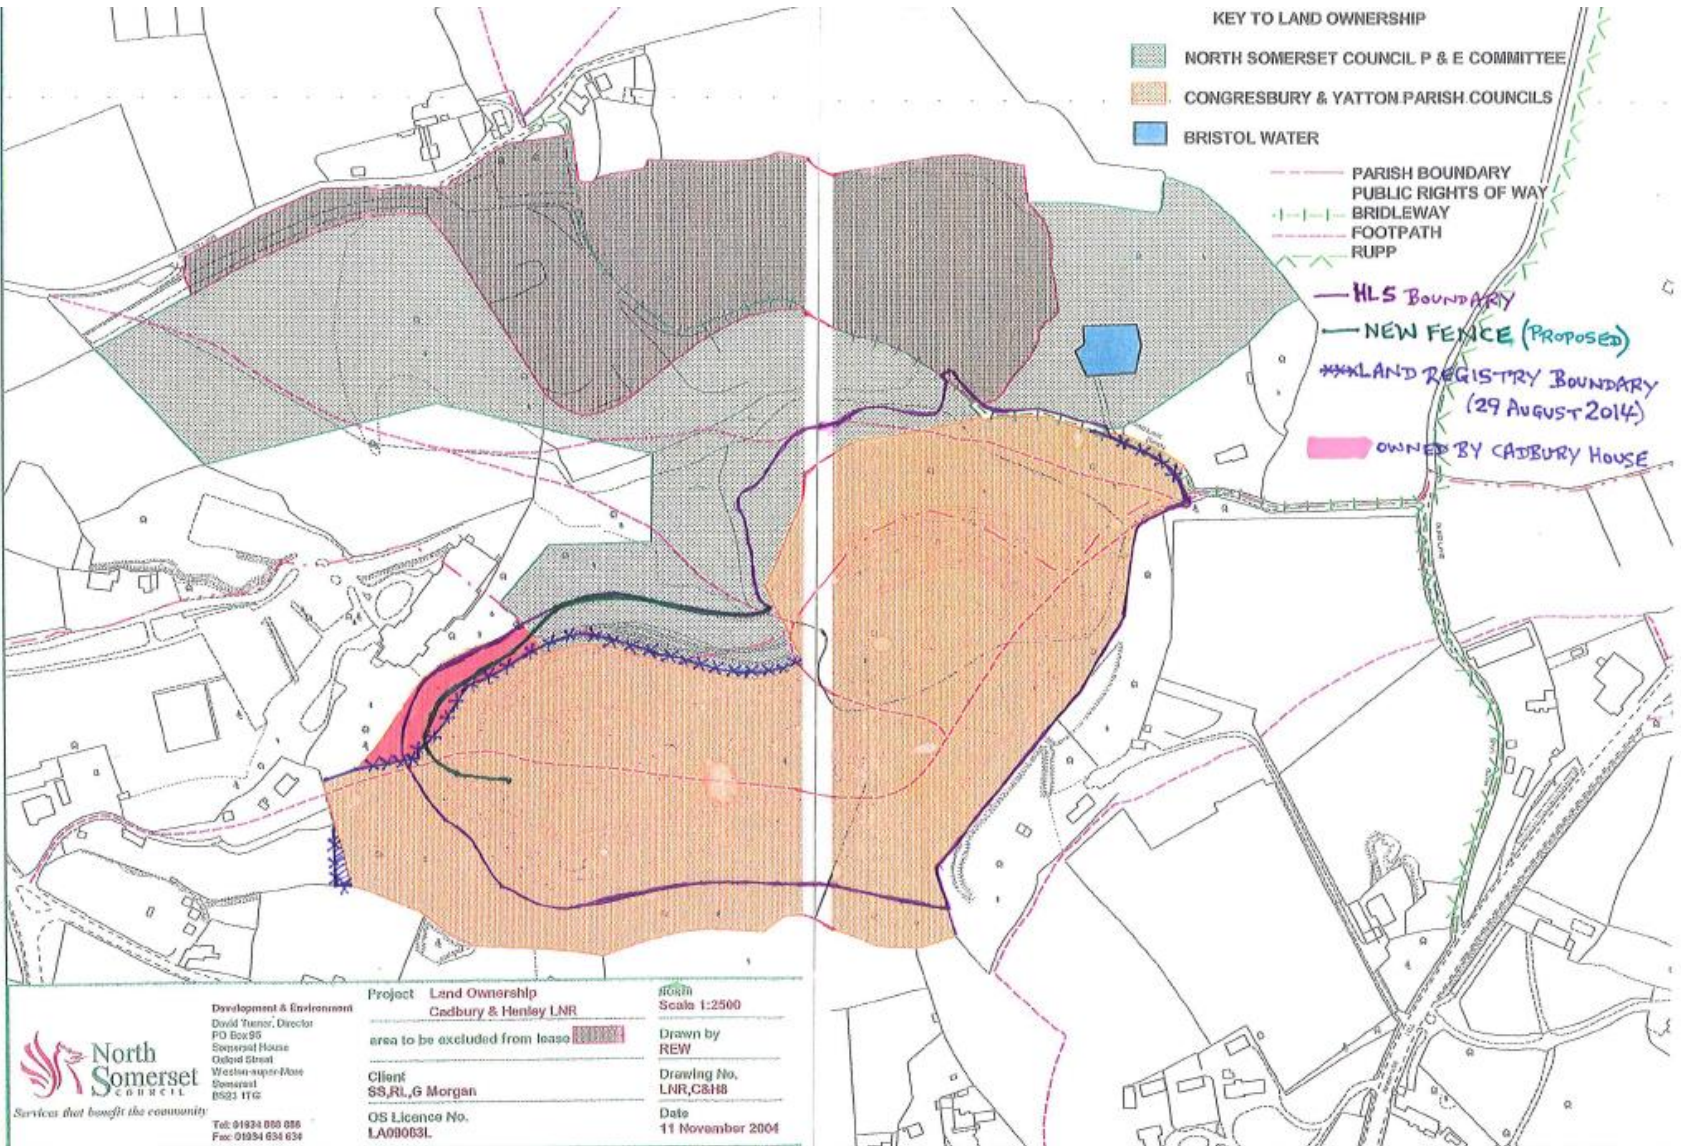 KEY TO LAND OWNERSHIP
NORTH SOMERSET COUNCIL P & E COMMITTEE
CONGRESBURY & YATTON PARISH COUNCILS
BRISTOL WATER
PARISH BOUNDARY
PUBLIC RIGHTS OF WAY
BRIDLEWAY
FOOTPATH
RUPP
HLS BOUNDARY
NEW FENCE (PROPOSED)
LAND REGISTRY BOUNDARY
(29 AUGUST 2014)
OWNED BY CADBURY HOUSE
North
Somerset
COUNCIL
Services that benefit the community
Development & Environment
David Turner, Director
PO Box 95
Somerset House
Oxford Street
Weston-super-Mare
Somerset
BS23 1TG
Tel: 01934 888 888
Fax: 01934 634 634
Project Land Ownership
Cadbury & Henley LNR
area to be excluded from lease
Client
SS,RL,G Morgan
OS Licence No.
LA09063L
NORTH
Scale 1:2500
Drawn by
REW
Drawing No.
LNR,C&H8
Date
11 November 2004